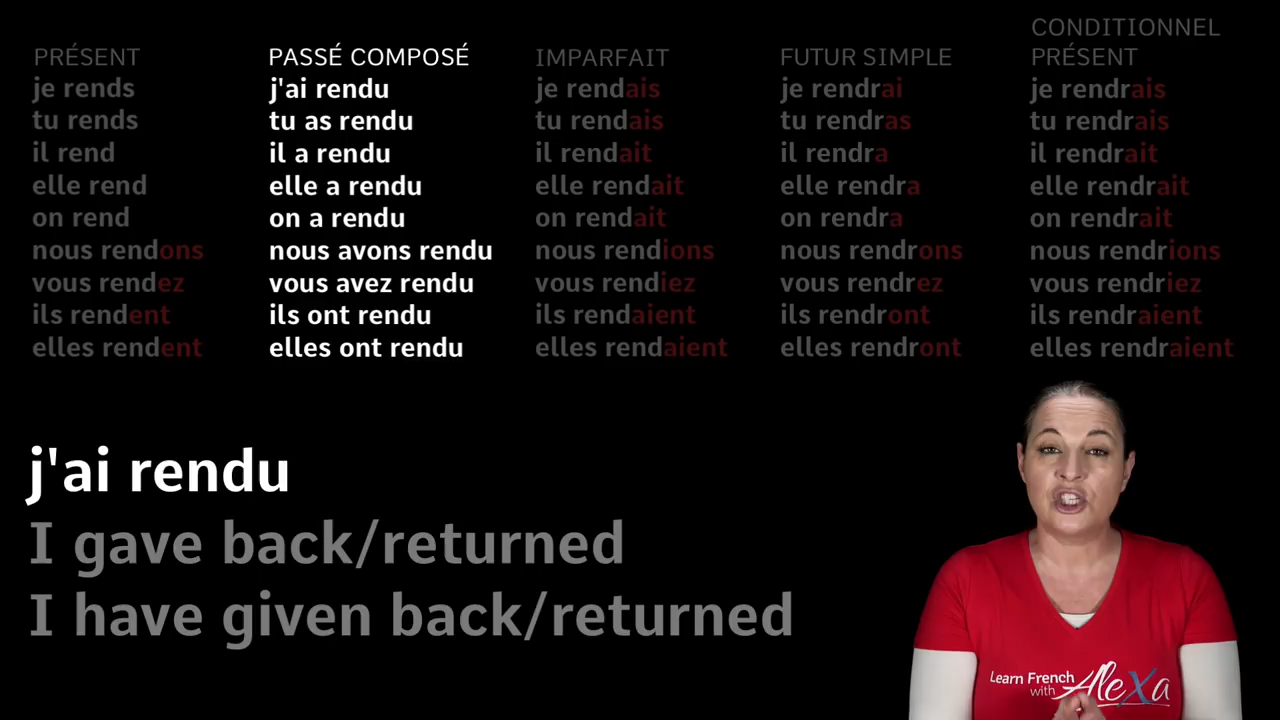 PRÉSENT
je rends
tu rends
il rend
elle rend
on rend
nous rendons
vous rendez
ils rendent
elles rendent
PASSÉ COMPOSÉ
j'ai rendu
tu as rendu
il a rendu
elle a rendu
on a rendu
nous avons rendu
vous avez rendu
ils ont rendu
elles ont rendu
IMPARFAIT
je rendais
tu rendais
il rendait
elle rendait
on rendait
nous rendions
vous rendiez
ils rendaient
elles rendaient
FUTUR SIMPLE
je rendrai
tu rendras
il rendra
elle rendra
on rendra
nous rendrons
vous rendrez
ils rendront
elles rendront
CONDITIONNEL
PRÉSENT
je rendrais
tu rendrais
il rendrait
elle rendrait
on rendrait
nous rendrions
vous rendriez
ils rendraient
elles rendraient
j'ai rendu
I gave back/returned
I have given back/returned
Learn French
with Alexa